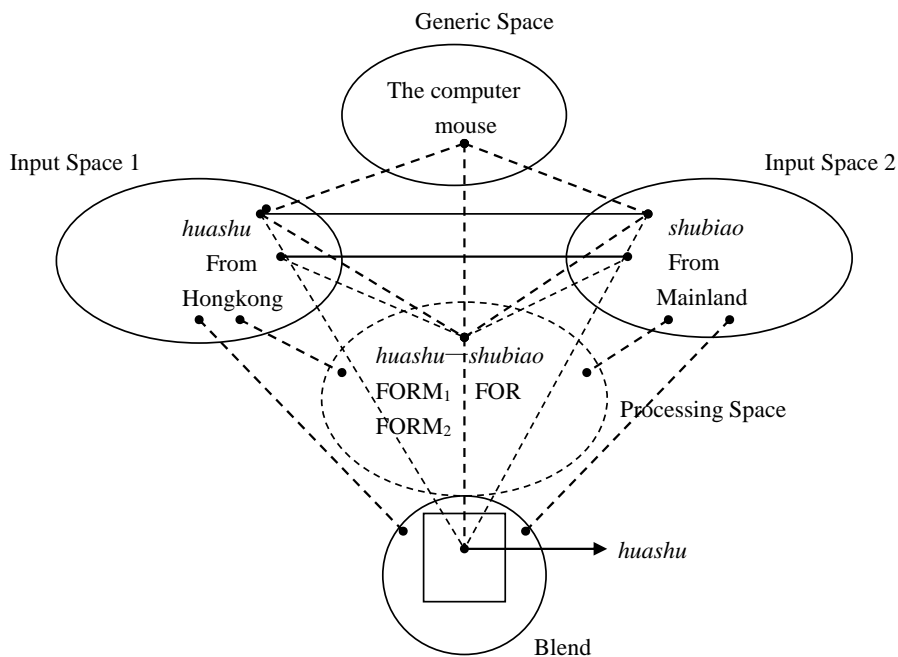 Generic Space
The computer
mouse
Input Space 1
Input Space 2
huashu
From
Hongkong
shubiao
From
Mainland
huashu—shubiao
FORM₁ FOR
FORM₂
Processing Space
huashu
Blend